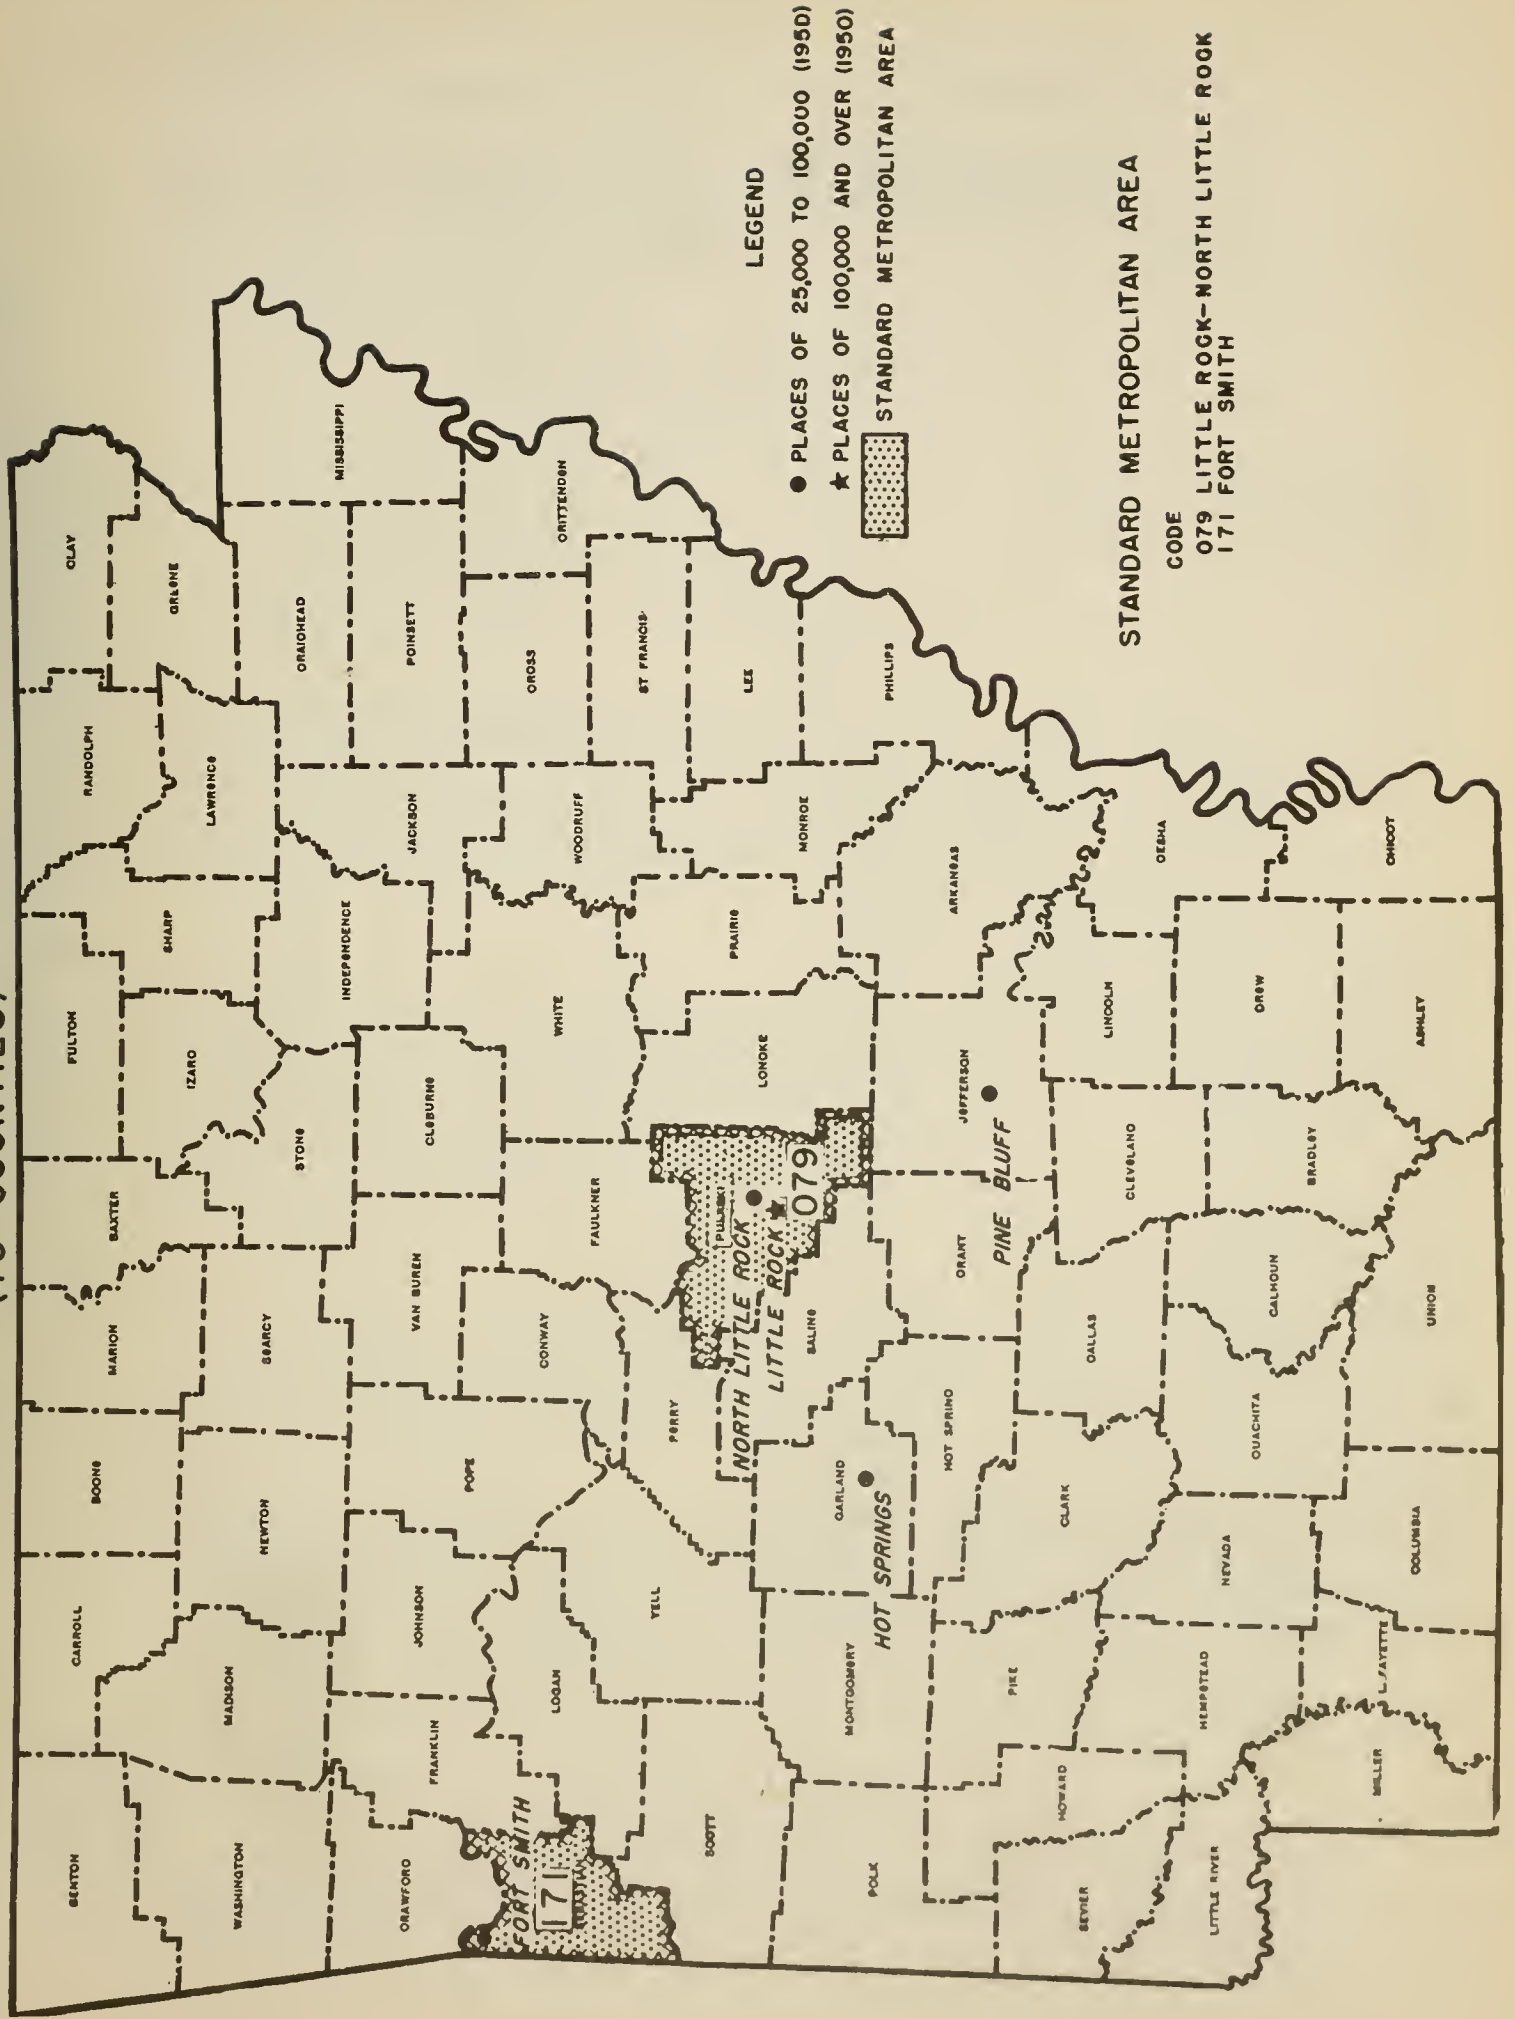 CLAY
GREENE
RANDOLPH
LAWRENCE
FULTON
SHARP
IZARD
BAXTER
MARION
BOONE
CARROLL
BENTON
MISSISSIPPI
CRAIGHEAD
POINSETT
JACKSON
INDEPENDENCE
STONE
SEARCY
NEWTON
MADISON
WASHINGTON
CRITTENDEN
CROSS
ST FRANCIS
WOODRUFF
WHITE
CLEBURNE
VAN BUREN
CONWAY
FAULKNER
POPE
JOHNSON
FRANKLIN
CRAWFORD
LEE
PHILLIPS
MONROE
PRAIRIE
LONOKE
PULASKI
079
NORTH LITTLE ROCK
LITTLE ROCK
SALINE
PERRY
YELL
LOGAN
FORT SMITH
171
SEBASTIAN
SCOTT
ARKANSAS
JEFFERSON
PINE BLUFF
GRANT
HOT SPRING
GARLAND
HOT SPRINGS
MONTGOMERY
POLK
DESHA
LINCOLN
CLEVELAND
DALLAS
CLARK
PIKE
HOWARD
SEVIER
DREW
BRADLEY
CALHOUN
OUACHITA
NEVADA
HEMPSTEAD
LITTLE RIVER
CHICOT
ASHLEY
UNION
COLUMBIA
LAFAYETTE
MILLER
LEGEND
● PLACES OF 25,000 TO 100,000 (1950)
★ PLACES OF 100,000 AND OVER (1950)
STANDARD METROPOLITAN AREA
STANDARD METROPOLITAN AREA
CODE
079 LITTLE ROCK-NORTH LITTLE ROCK
171 FORT SMITH